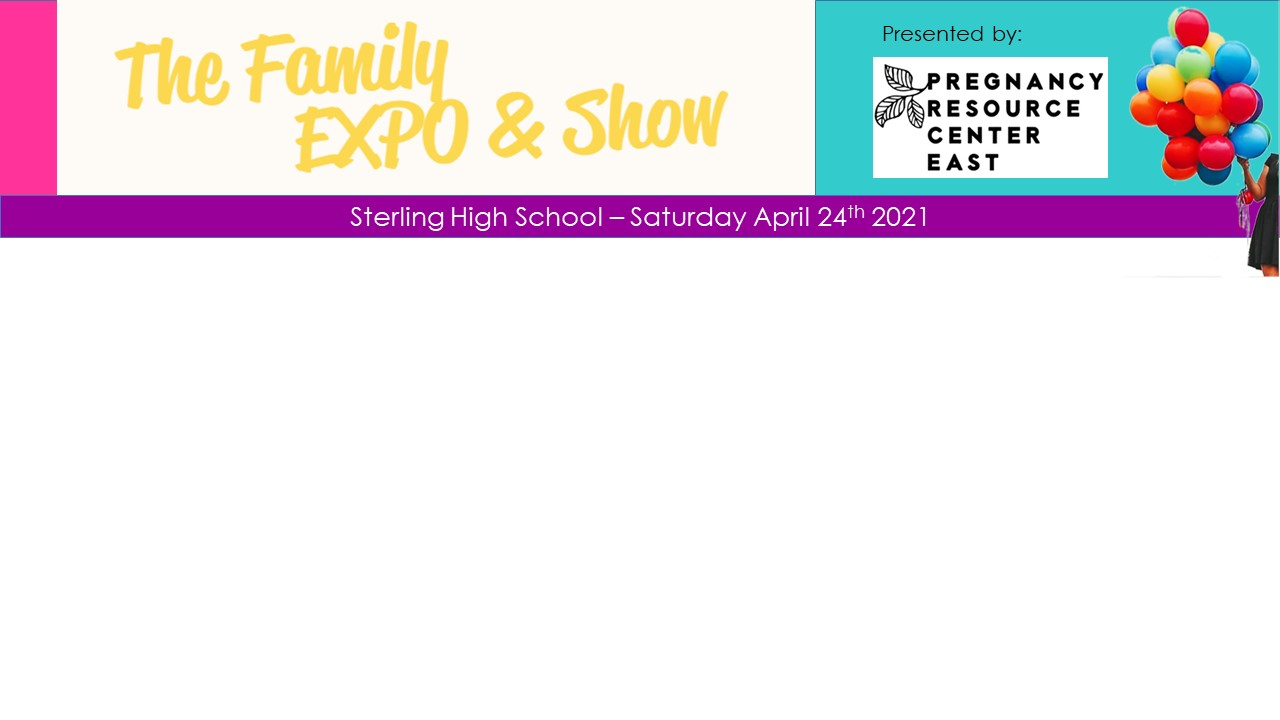 The Family
EXPO & Show
Presented by:
PREGNANCY
RESOURCE
CENTER
EAST
Sterling High School – Saturday April 24th 2021